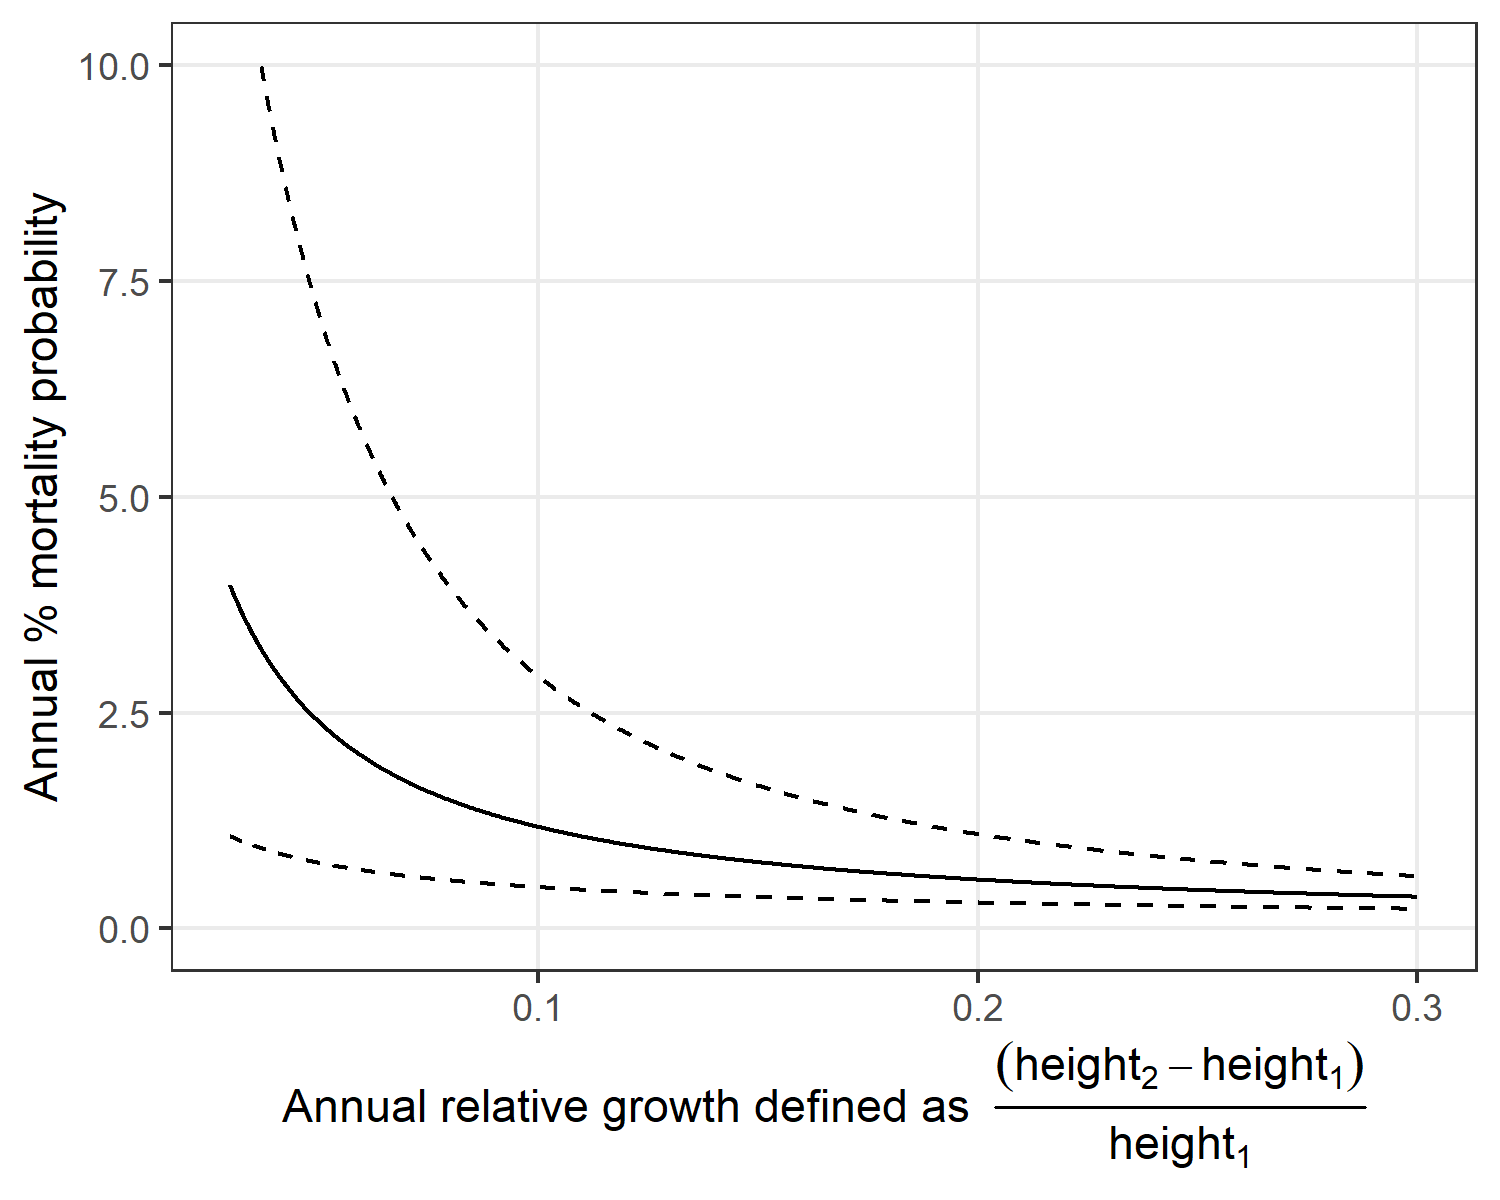 10.0
7.5
5.0
2.5
0.0
Annual % mortality probability
0.1 0.2 0.3
Annual relative growth defined as (height₂ − height₁) / height₁